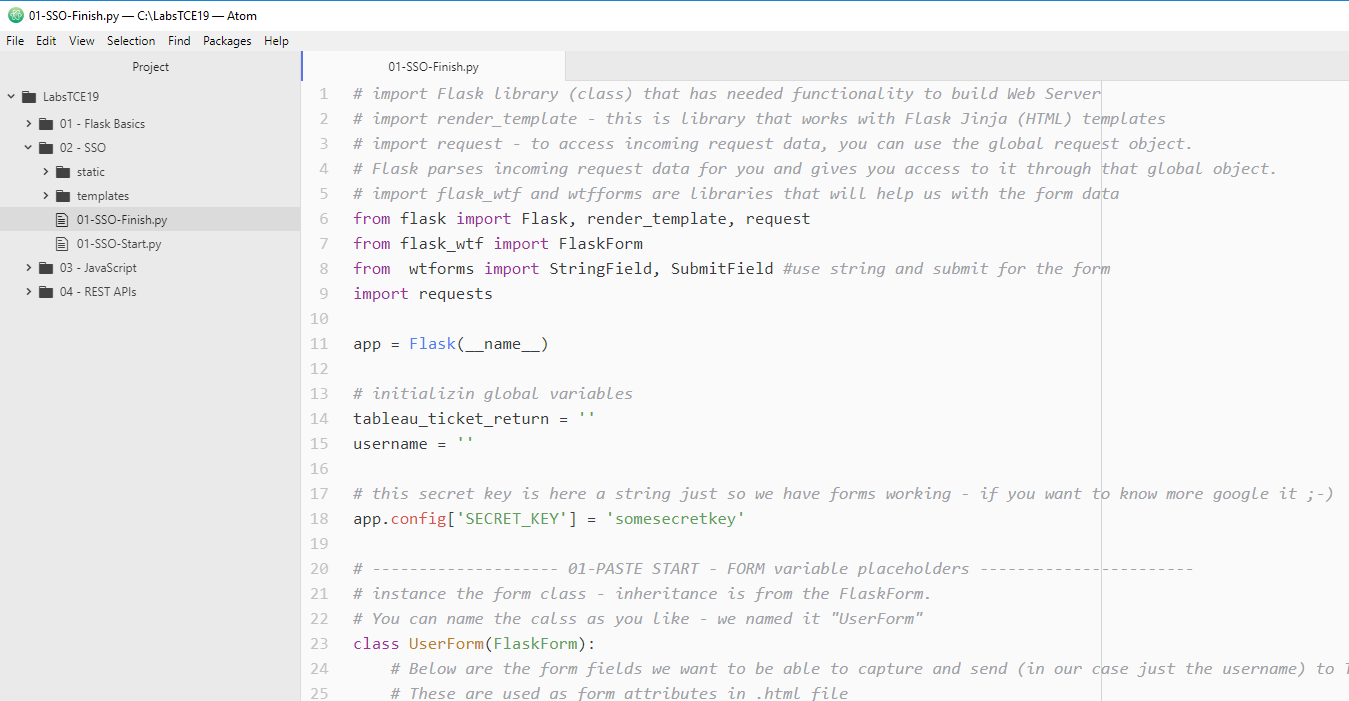 01-SSO-Finish.py — C:\LabsTCE19 — Atom
File Edit View Selection Find Packages Help
Project
LabsTCE19
01 - Flask Basics
02 - SSO
static
templates
01-SSO-Finish.py
01-SSO-Start.py
03 - JavaScript
04 - REST APIs
01-SSO-Finish.py
1 # import Flask library (class) that has needed functionality to build Web Server
2 # import render_template - this is library that works with Flask Jinja (HTML) templates
3 # import request - to access incoming request data, you can use the global request object.
4 # Flask parses incoming request data for you and gives you access to it through that global object.
5 # import flask_wtf and wtfforms are libraries that will help us with the form data
6 from flask import Flask, render_template, request
7 from flask_wtf import FlaskForm
8 from  wtforms import StringField, SubmitField #use string and submit for the form
9 import requests
10
11 app = Flask(__name__)
12
13 # initializin global variables
14 tableau_ticket_return = ''
15 username = ''
16
17 # this secret key is here a string just so we have forms working - if you want to know more google it ;-)
18 app.config['SECRET_KEY'] = 'somesecretkey'
19
20 # -------------------- 01-PASTE START - FORM variable placeholders -----------------------
21 # instance the form class - inheritance is from the FlaskForm.
22 # You can name the calss as you like - we named it "UserForm"
23 class UserForm(FlaskForm):
24     # Below are the form fields we want to be able to capture and send (in our case just the username) to
25     # These are used as form attributes in .html file